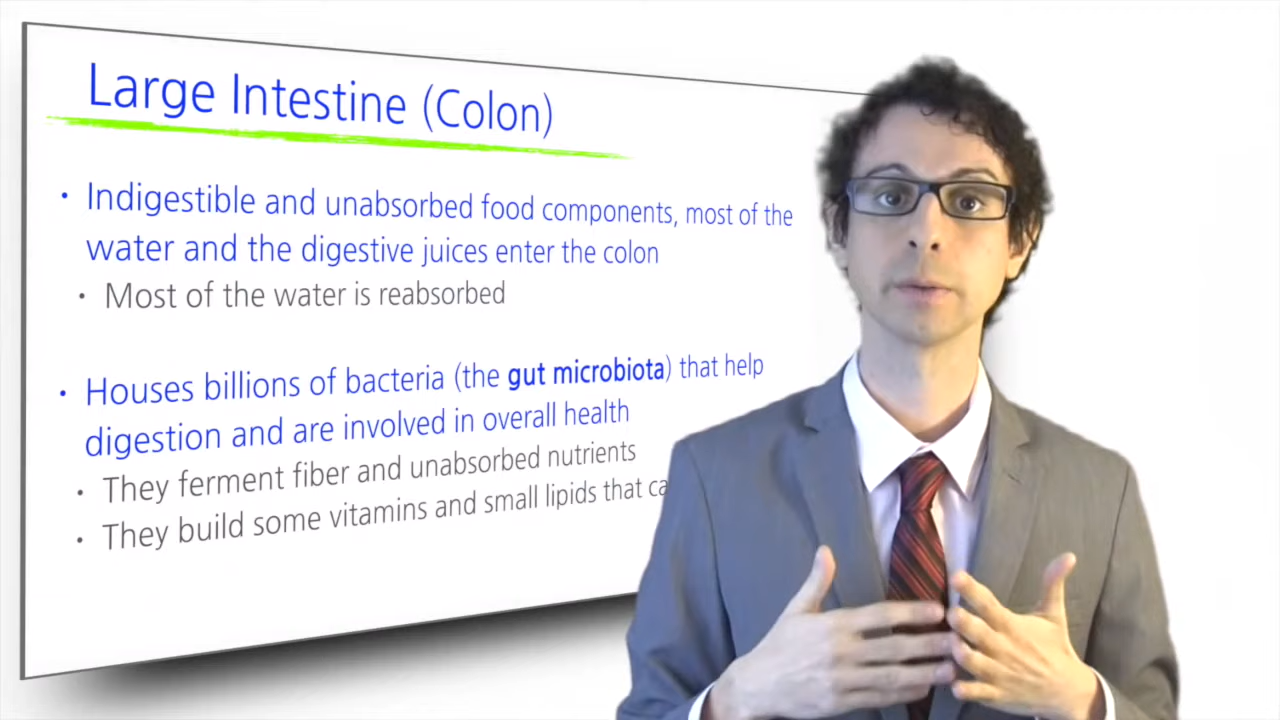 Large Intestine (Colon)
• Indigestible and unabsorbed food components, most of the
water and the digestive juices enter the colon
• Most of the water is reabsorbed
• Houses billions of bacteria (the gut microbiota) that help
digestion and are involved in overall health
• They ferment fiber and unabsorbed nutrients
• They build some vitamins and small lipids that